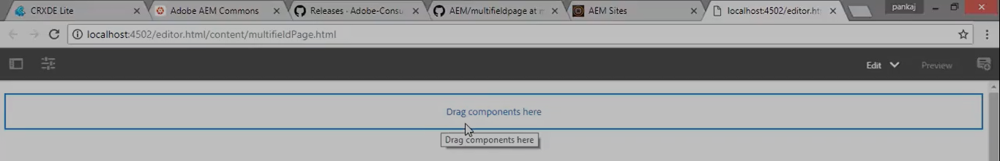 CRXDE Lite
Adobe AEM Commons
Releases · Adobe-Consu
AEM/multifieldpage at m
AEM Sites
localhost:4502/editor.ht
pankaj
localhost:4502/editor.html/content/multifieldPage.html
Edit
Preview
Drag components here
Drag components here